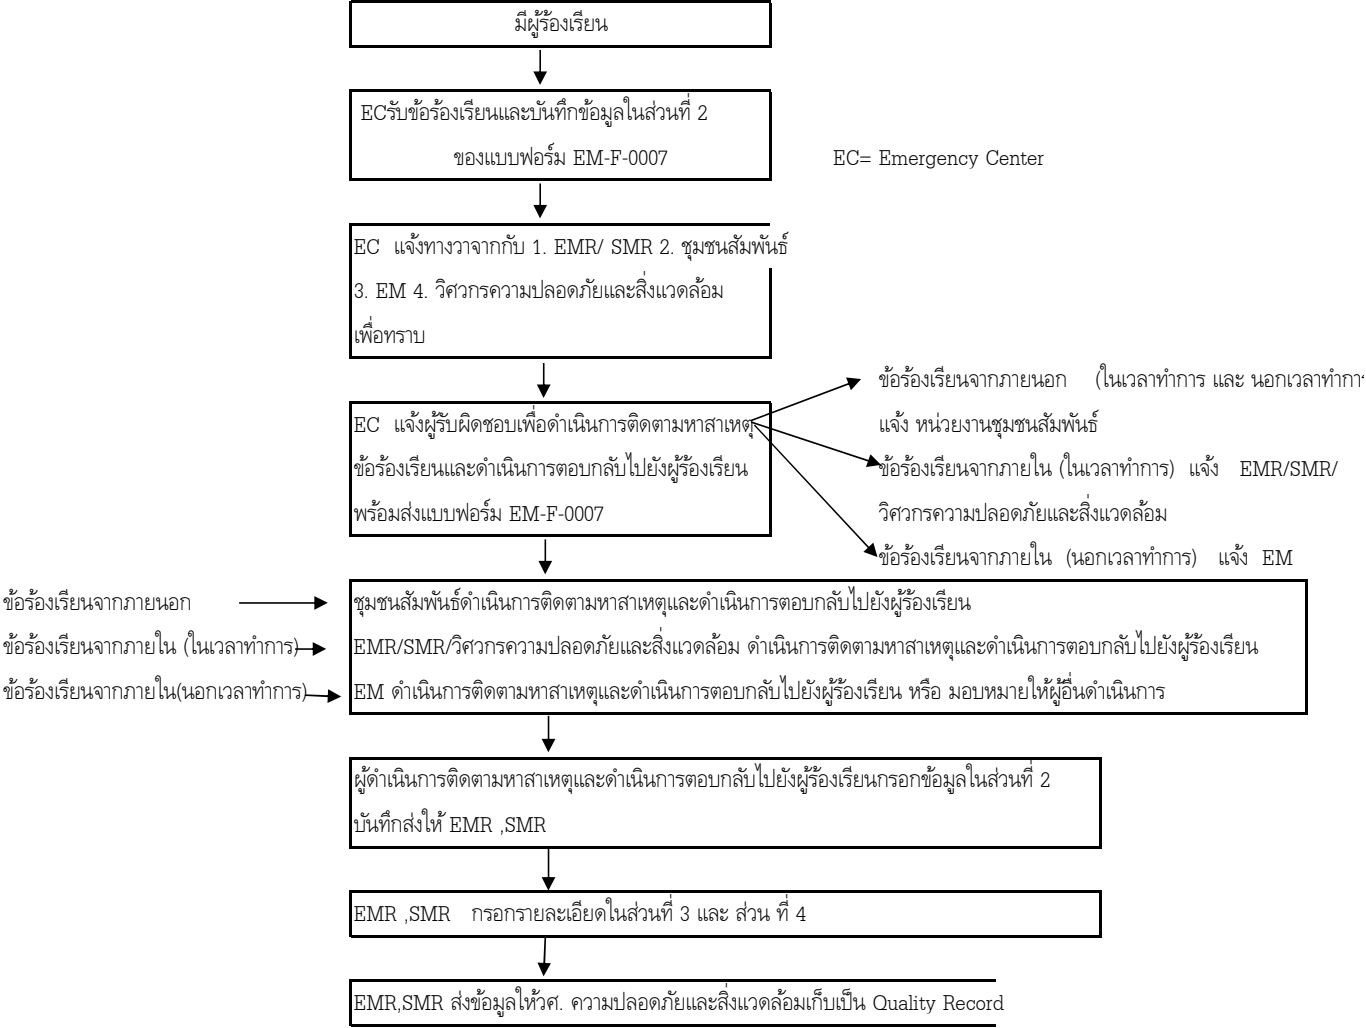 มีผู้ร้องเรียน
ECรับข้อร้องเรียนและบันทึกข้อมูลในส่วนที่ 2
ของแบบฟอร์ม EM-F-0007
EC= Emergency Center
EC แจ้งทางวาจากกับ 1. EMR/ SMR 2. ชุมชนสัมพันธ์
3. EM 4. วิศวกรความปลอดภัยและสิ่งแวดล้อม
เพื่อทราบ
EC แจ้งผู้รับผิดชอบเพื่อดำเนินการติดตามหาสาเหตุ
ข้อร้องเรียนและดำเนินการตอบกลับไปยังผู้ร้องเรียน
พร้อมส่งแบบฟอร์ม EM-F-0007
ข้อร้องเรียนจากภายนอก (ในเวลาทำการ และ นอกเวลาทำการ
แจ้ง หน่วยงานชุมชนสัมพันธ์
ข้อร้องเรียนจากภายใน (ในเวลาทำการ) แจ้ง EMR/SMR/
วิศวกรความปลอดภัยและสิ่งแวดล้อม
ข้อร้องเรียนจากภายใน (นอกเวลาทำการ) แจ้ง EM
ข้อร้องเรียนจากภายนอก
ข้อร้องเรียนจากภายใน (ในเวลาทำการ)
ข้อร้องเรียนจากภายใน(นอกเวลาทำการ)
ชุมชนสัมพันธ์ดำเนินการติดตามหาสาเหตุและดำเนินการตอบกลับไปยังผู้ร้องเรียน
EMR/SMR/วิศวกรความปลอดภัยและสิ่งแวดล้อม ดำเนินการติดตามหาสาเหตุและดำเนินการตอบกลับไปยังผู้ร้องเรียน
EM ดำเนินการติดตามหาสาเหตุและดำเนินการตอบกลับไปยังผู้ร้องเรียน หรือ มอบหมายให้ผู้อื่นดำเนินการ
ผู้ดำเนินการติดตามหาสาเหตุและดำเนินการตอบกลับไปยังผู้ร้องเรียนกรอกข้อมูลในส่วนที่ 2
บันทึกส่งให้ EMR ,SMR
EMR ,SMR กรอกรายละเอียดในส่วนที่ 3 และ ส่วน ที่ 4
EMR,SMR ส่งข้อมูลให้วศ. ความปลอดภัยและสิ่งแวดล้อมเก็บเป็น Quality Record